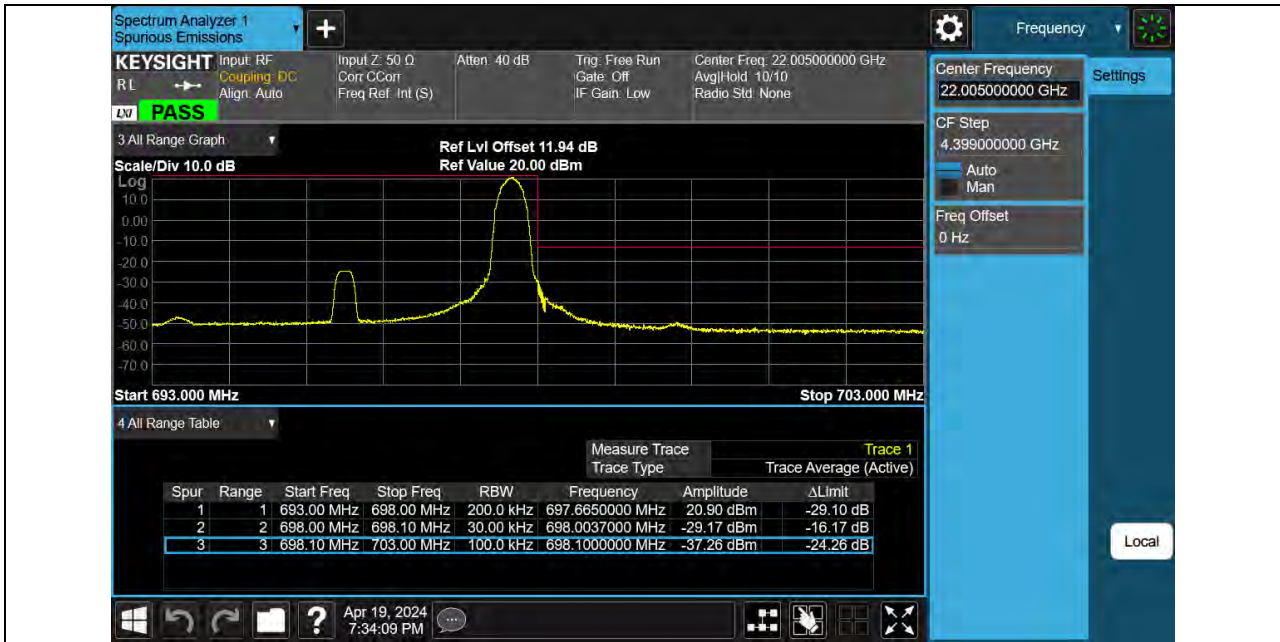 Spectrum Analyzer 1
Spurious Emissions
Frequency
KEYSIGHT
RL
LXI PASS
Input: RF
Coupling: DC
Align: Auto
Input Z: 50 Ω
Corr CCorr
Freq Ref: Int (S)
Atten: 40 dB
Trig: Free Run
Gate: Off
IF Gain: Low
Center Freq: 22.005000000 GHz
Avg|Hold: 10/10
Radio Std: None
Center Frequency
22.005000000 GHz
Settings
CF Step
4.399000000 GHz
Auto
Man
Freq Offset
0 Hz
3 All Range Graph
Scale/Div 10.0 dB
Ref Lvl Offset 11.94 dB
Ref Value 20.00 dBm
Log
10.0
0.00
-10.0
-20.0
-30.0
-40.0
-50.0
-60.0
-70.0
Start 693.000 MHz
Stop 703.000 MHz
4 All Range Table
Measure Trace Trace 1
Trace Type Trace Average (Active)
Spur Range Start Freq Stop Freq RBW Frequency Amplitude ∆Limit
1 1 693.00 MHz 698.00 MHz 200.0 kHz 697.6650000 MHz 20.90 dBm -29.10 dB
2 2 698.00 MHz 698.10 MHz 30.00 kHz 698.0037000 MHz -29.17 dBm -16.17 dB
3 3 698.10 MHz 703.00 MHz 100.0 kHz 698.1000000 MHz -37.26 dBm -24.26 dB
Local
?
Apr 19, 2024
7:34:09 PM